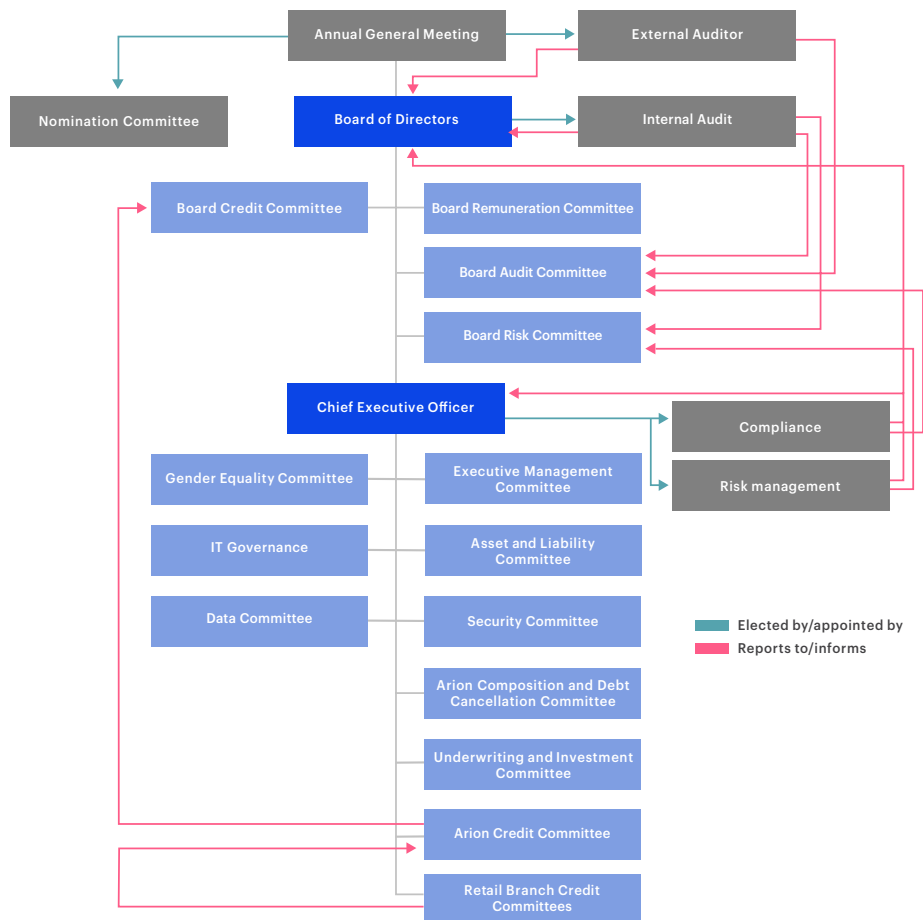 Annual General Meeting
External Auditor
Nomination Committee
Board of Directors
Internal Audit
Board Credit Committee
Board Remuneration Committee
Board Audit Committee
Board Risk Committee
Chief Executive Officer
Compliance
Risk management
Gender Equality Committee
Executive Management
Committee
IT Governance
Asset and Liability
Committee
Data Committee
Security Committee
Elected by/appointed by
Reports to/informs
Arion Composition and Debt
Cancellation Committee
Underwriting and Investment
Committee
Arion Credit Committee
Retail Branch Credit
Committees